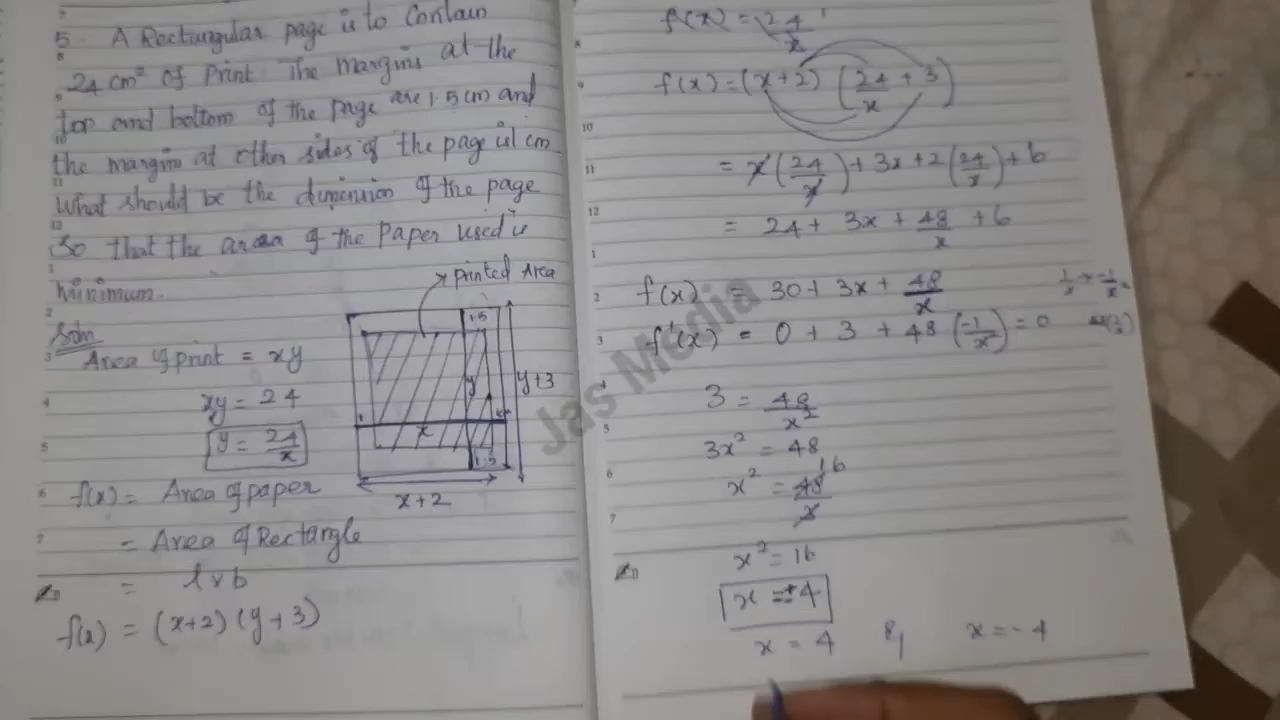 5. A Rectangular page is to contain
24 cm² of Print. The Margins at the
top and bottom of the page are 1.5 cm and
the margins at other sides of the page is 1 cm
What should be the dimension of the page
So that the area of the paper used is
Minimum.
Soln
Area of print = xy
xy = 24
y = 24/x
Printed Area
1.5
y
y+3
x
1.5
x+2
f(x) = Area of paper
= Area of Rectangle
= l x b
f(x) = (x+2) (y+3)
f(x) = 24/x
f(x) = (x+2) (24/x + 3)
= x(24/x) + 3x + 2(24/x) + 6
= 24 + 3x + 48/x + 6
f(x) = 30 + 3x + 48/x
f'(x) = 0 + 3 + 48 (-1/x²) = 0
3 = 48/x²
3x² = 48
x² = 48/3 16
x² = 16
x = ±4
x = 4 & x = -4
Jas Media